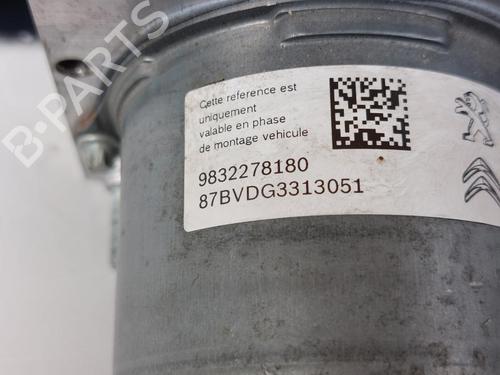 Cette reference est
uniquement
valable en phase
de montage vehicule
9832278180
87BVDG3313051
B-PARTS